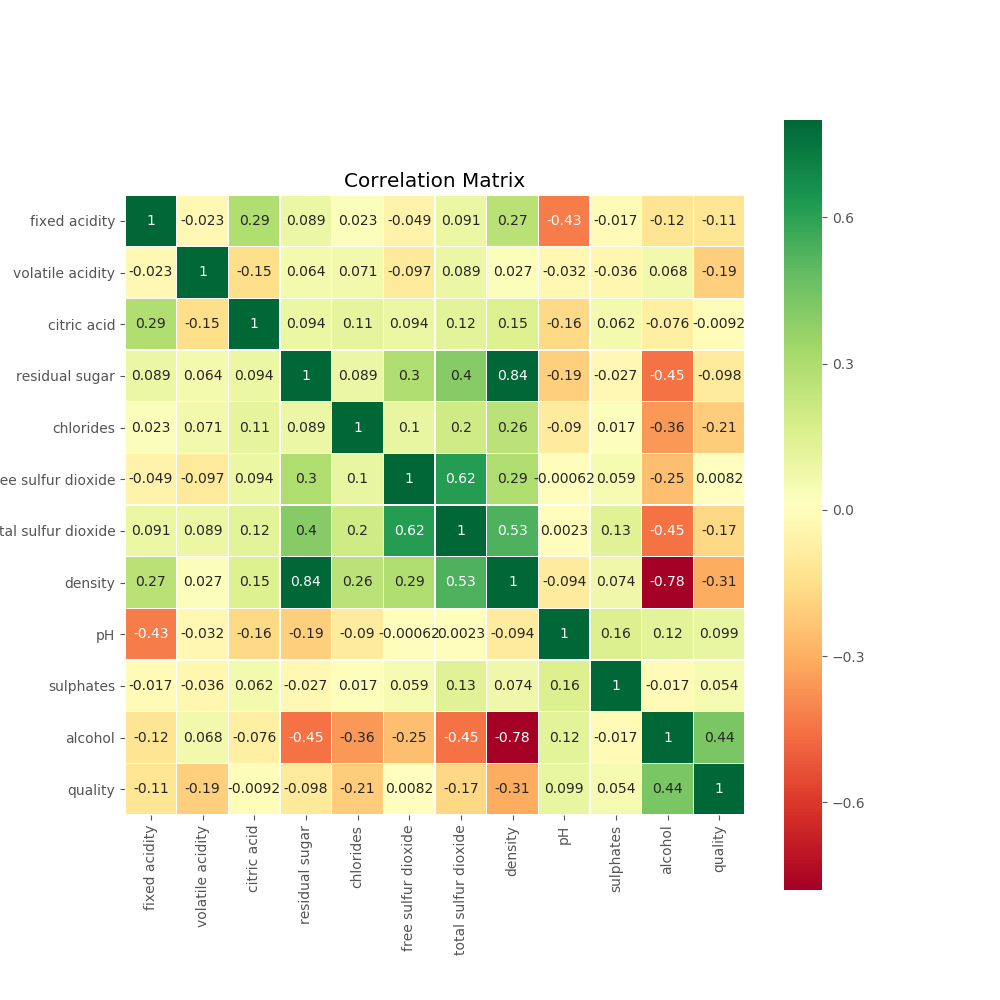 Correlation Matrix
fixed acidity 1 -0.023 0.29 0.089 0.023 -0.049 0.091 0.27 -0.43 -0.017 -0.12 -0.11
volatile acidity -0.023 1 -0.15 0.064 0.071 -0.097 0.089 0.027 -0.032 -0.036 0.068 -0.19
citric acid 0.29 -0.15 1 0.094 0.11 0.094 0.12 0.15 -0.16 0.062 -0.076 -0.0092
residual sugar 0.089 0.064 0.094 1 0.089 0.3 0.4 0.84 -0.19 -0.027 -0.45 -0.098
chlorides 0.023 0.071 0.11 0.089 1 0.1 0.2 0.26 -0.09 0.017 -0.36 -0.21
ee sulfur dioxide -0.049 -0.097 0.094 0.3 0.1 1 0.62 0.29 -0.00062 0.059 -0.25 0.0082
tal sulfur dioxide 0.091 0.089 0.12 0.4 0.2 0.62 1 0.53 0.0023 0.13 -0.45 -0.17
density 0.27 0.027 0.15 0.84 0.26 0.29 0.53 1 -0.094 0.074 -0.78 -0.31
pH -0.43 -0.032 -0.16 -0.19 -0.09 -0.00062 0.0023 -0.094 1 0.16 0.12 0.099
sulphates -0.017 -0.036 0.062 -0.027 0.017 0.059 0.13 0.074 0.16 1 -0.017 0.054
alcohol -0.12 0.068 -0.076 -0.45 -0.36 -0.25 -0.45 -0.78 0.12 -0.017 1 0.44
quality -0.11 -0.19 -0.0092 -0.098 -0.21 0.0082 -0.17 -0.31 0.099 0.054 0.44 1
fixed acidity
volatile acidity
citric acid
residual sugar
chlorides
free sulfur dioxide
total sulfur dioxide
density
pH
sulphates
alcohol
quality
0.6
0.3
0.0
−0.3
−0.6